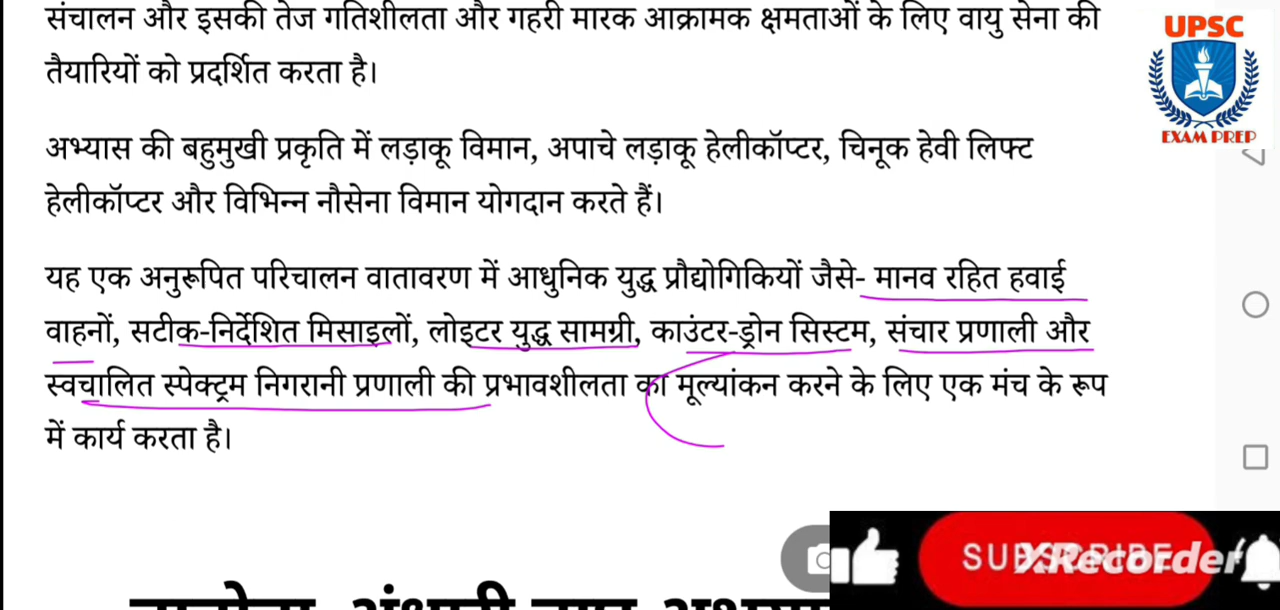 संचालन और इसकी तेज गतिशीलता और गहरी मारक आक्रामक क्षमताओं के लिए वायु सेना की
तैयारियों को प्रदर्शित करता है।
अभ्यास की बहुमुखी प्रकृति में लड़ाकू विमान, अपाचे लड़ाकू हेलीकॉप्टर, चिनूक हेवी लिफ्ट
हेलीकॉप्टर और विभिन्न नौसेना विमान योगदान करते हैं।
यह एक अनुरूपित परिचालन वातावरण में आधुनिक युद्ध प्रौद्योगिकियों जैसे- मानव रहित हवाई
वाहनों, सटीक-निर्देशित मिसाइलों, लोइटर युद्ध सामग्री, काउंटर-ड्रोन सिस्टम, संचार प्रणाली और
स्वचालित स्पेक्ट्रम निगरानी प्रणाली की प्रभावशीलता का मूल्यांकन करने के लिए एक मंच के रूप
में कार्य करता है।
UPSC
EXAM PREP
SUBSCRIBE
XRecorder